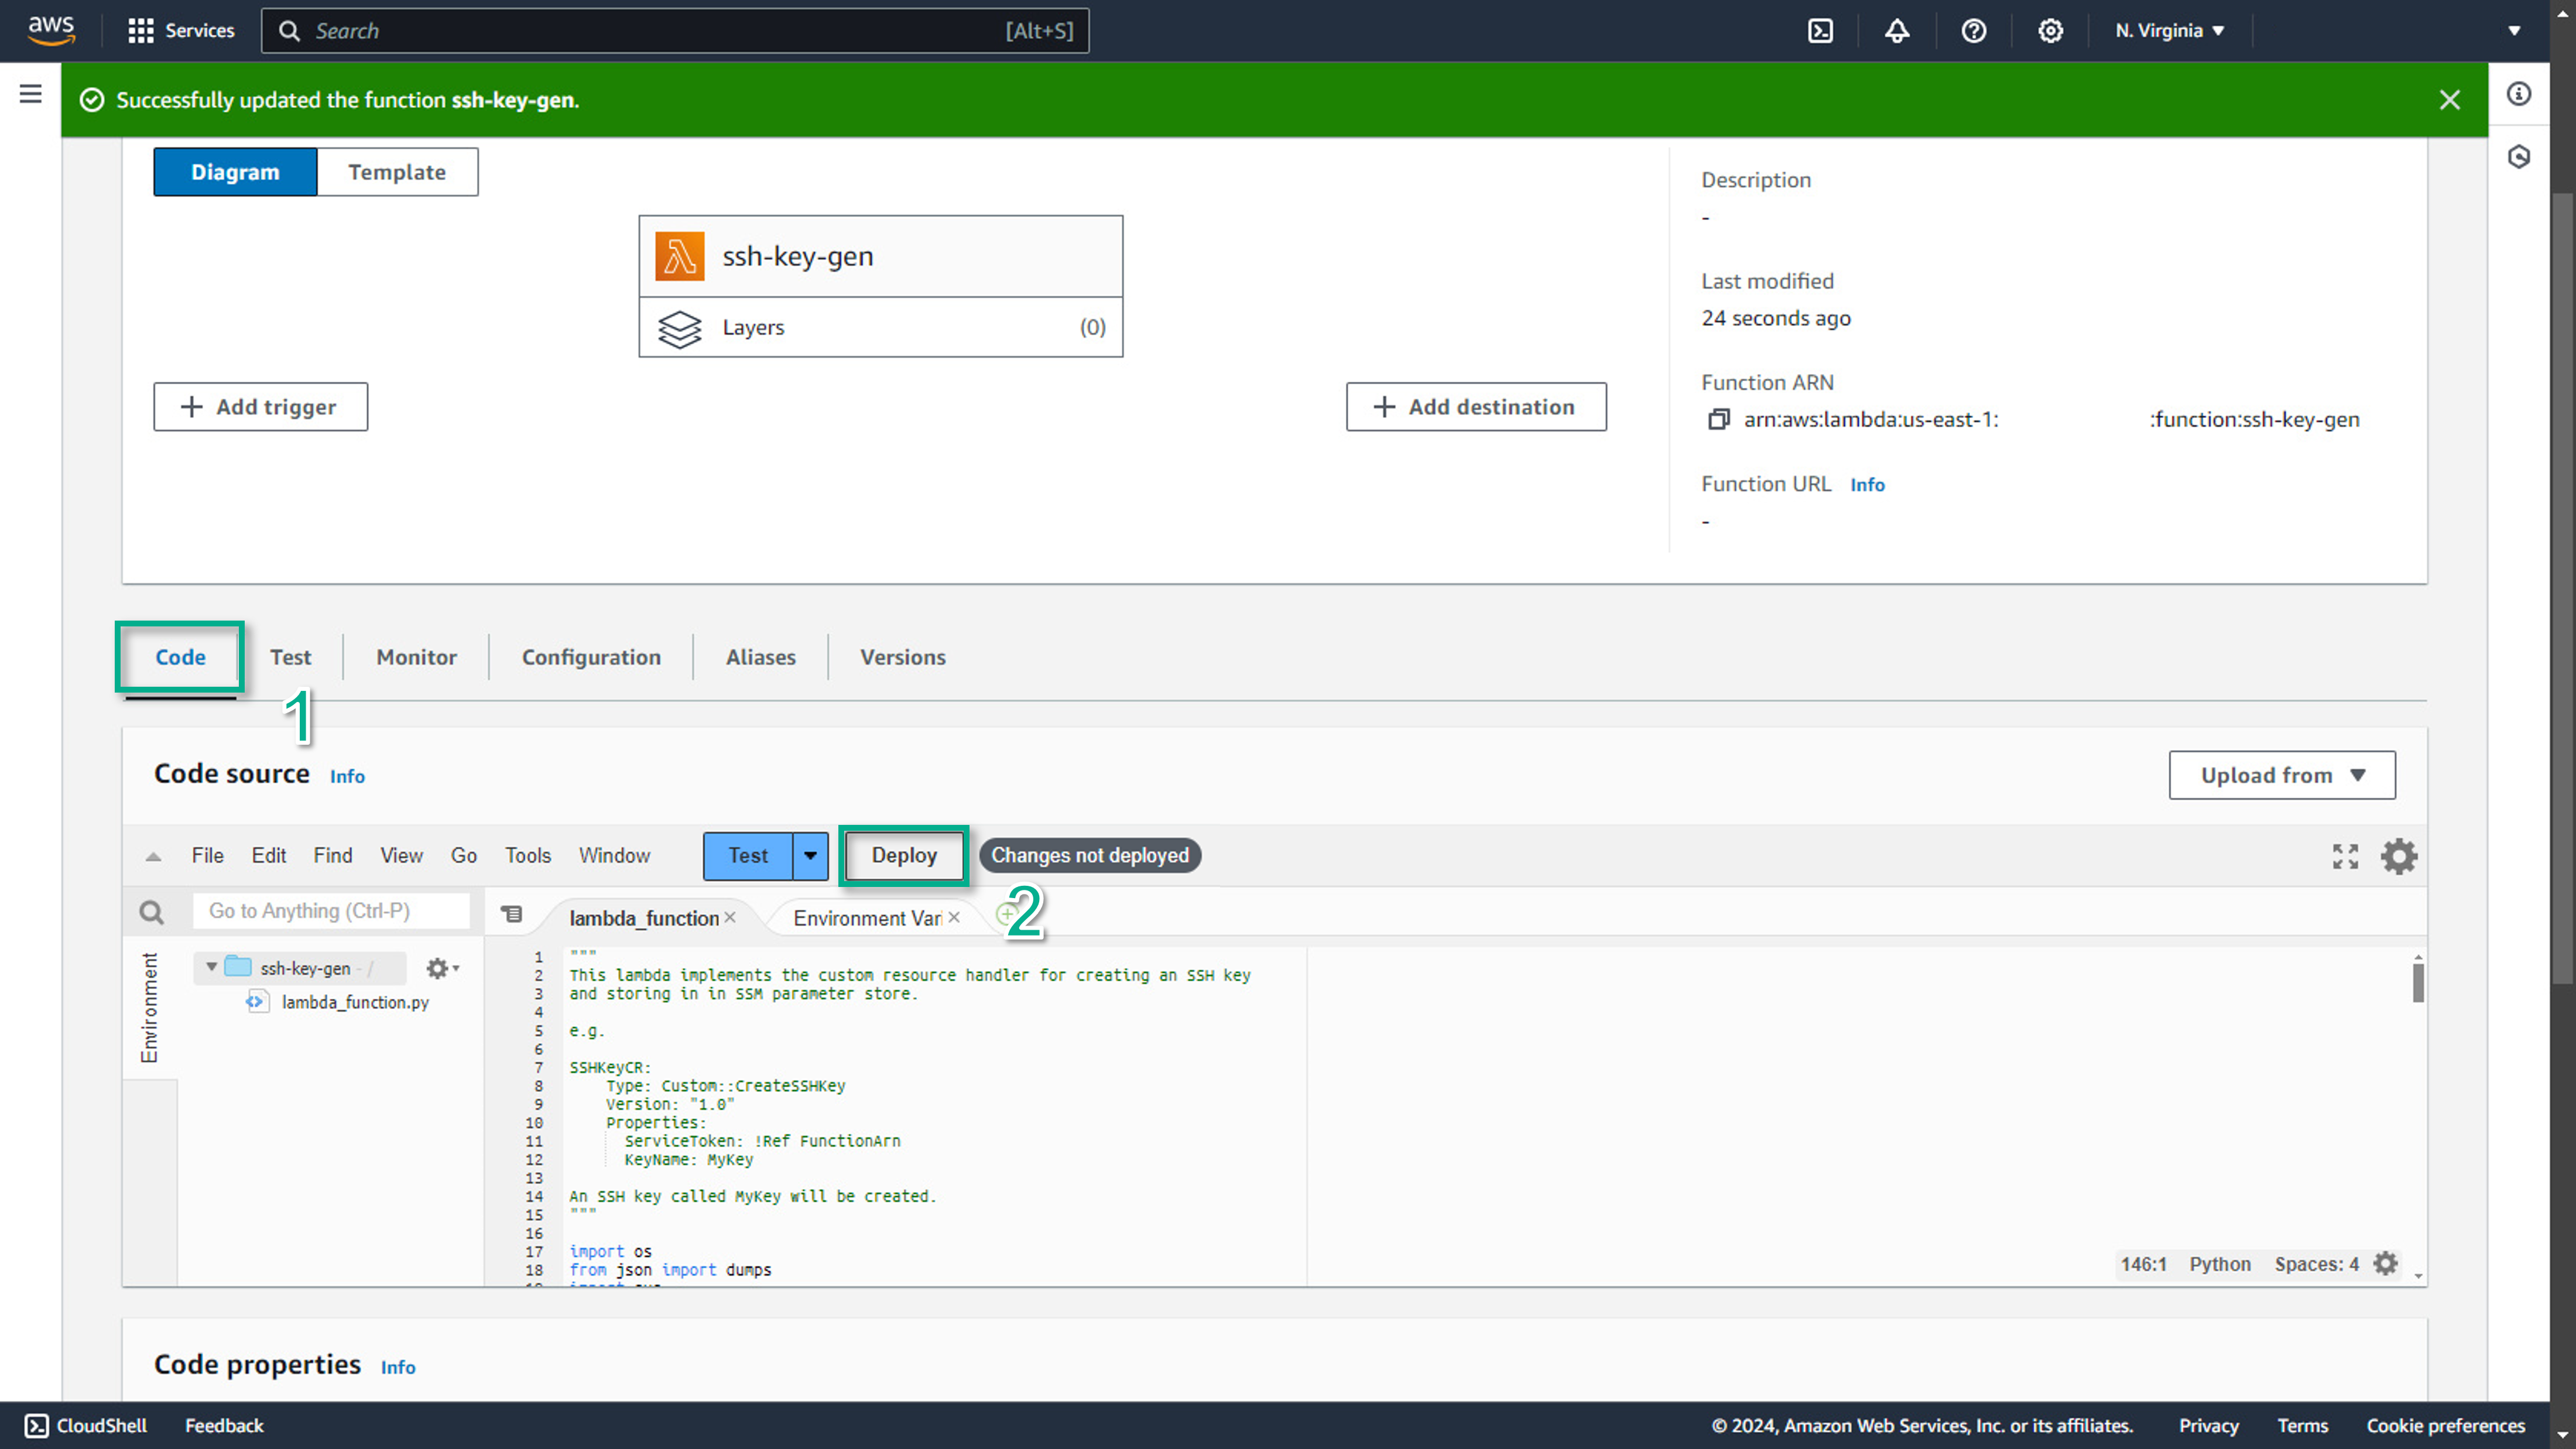 aws
Services
Search [Alt+S]
N. Virginia
Successfully updated the function ssh-key-gen.
Diagram
Template
ssh-key-gen
Layers (0)
Add trigger
Add destination
Description
-
Last modified
24 seconds ago
Function ARN
arn:aws:lambda:us-east-1: :function:ssh-key-gen
Function URL Info
-
Code
Test
Monitor
Configuration
Aliases
Versions
1
Code source Info
Upload from
File Edit Find View Go Tools Window
Test
Deploy
Changes not deployed
2
Go to Anything (Ctrl-P)
lambda_function
Environment Var
Environment
ssh-key-gen - /
lambda_function.py
1 """
2 This lambda implements the custom resource handler for creating an SSH key
3 and storing in in SSM parameter store.
4
5 e.g.
6
7 SSHKeyCR:
8 Type: Custom::CreateSSHKey
9 Version: "1.0"
10 Properties:
11 ServiceToken: !Ref FunctionArn
12 KeyName: MyKey
13
14 An SSH key called MyKey will be created.
15 """
16
17 import os
18 from json import dumps
146:1 Python Spaces: 4
Code properties Info
CloudShell
Feedback
© 2024, Amazon Web Services, Inc. or its affiliates.
Privacy
Terms
Cookie preferences